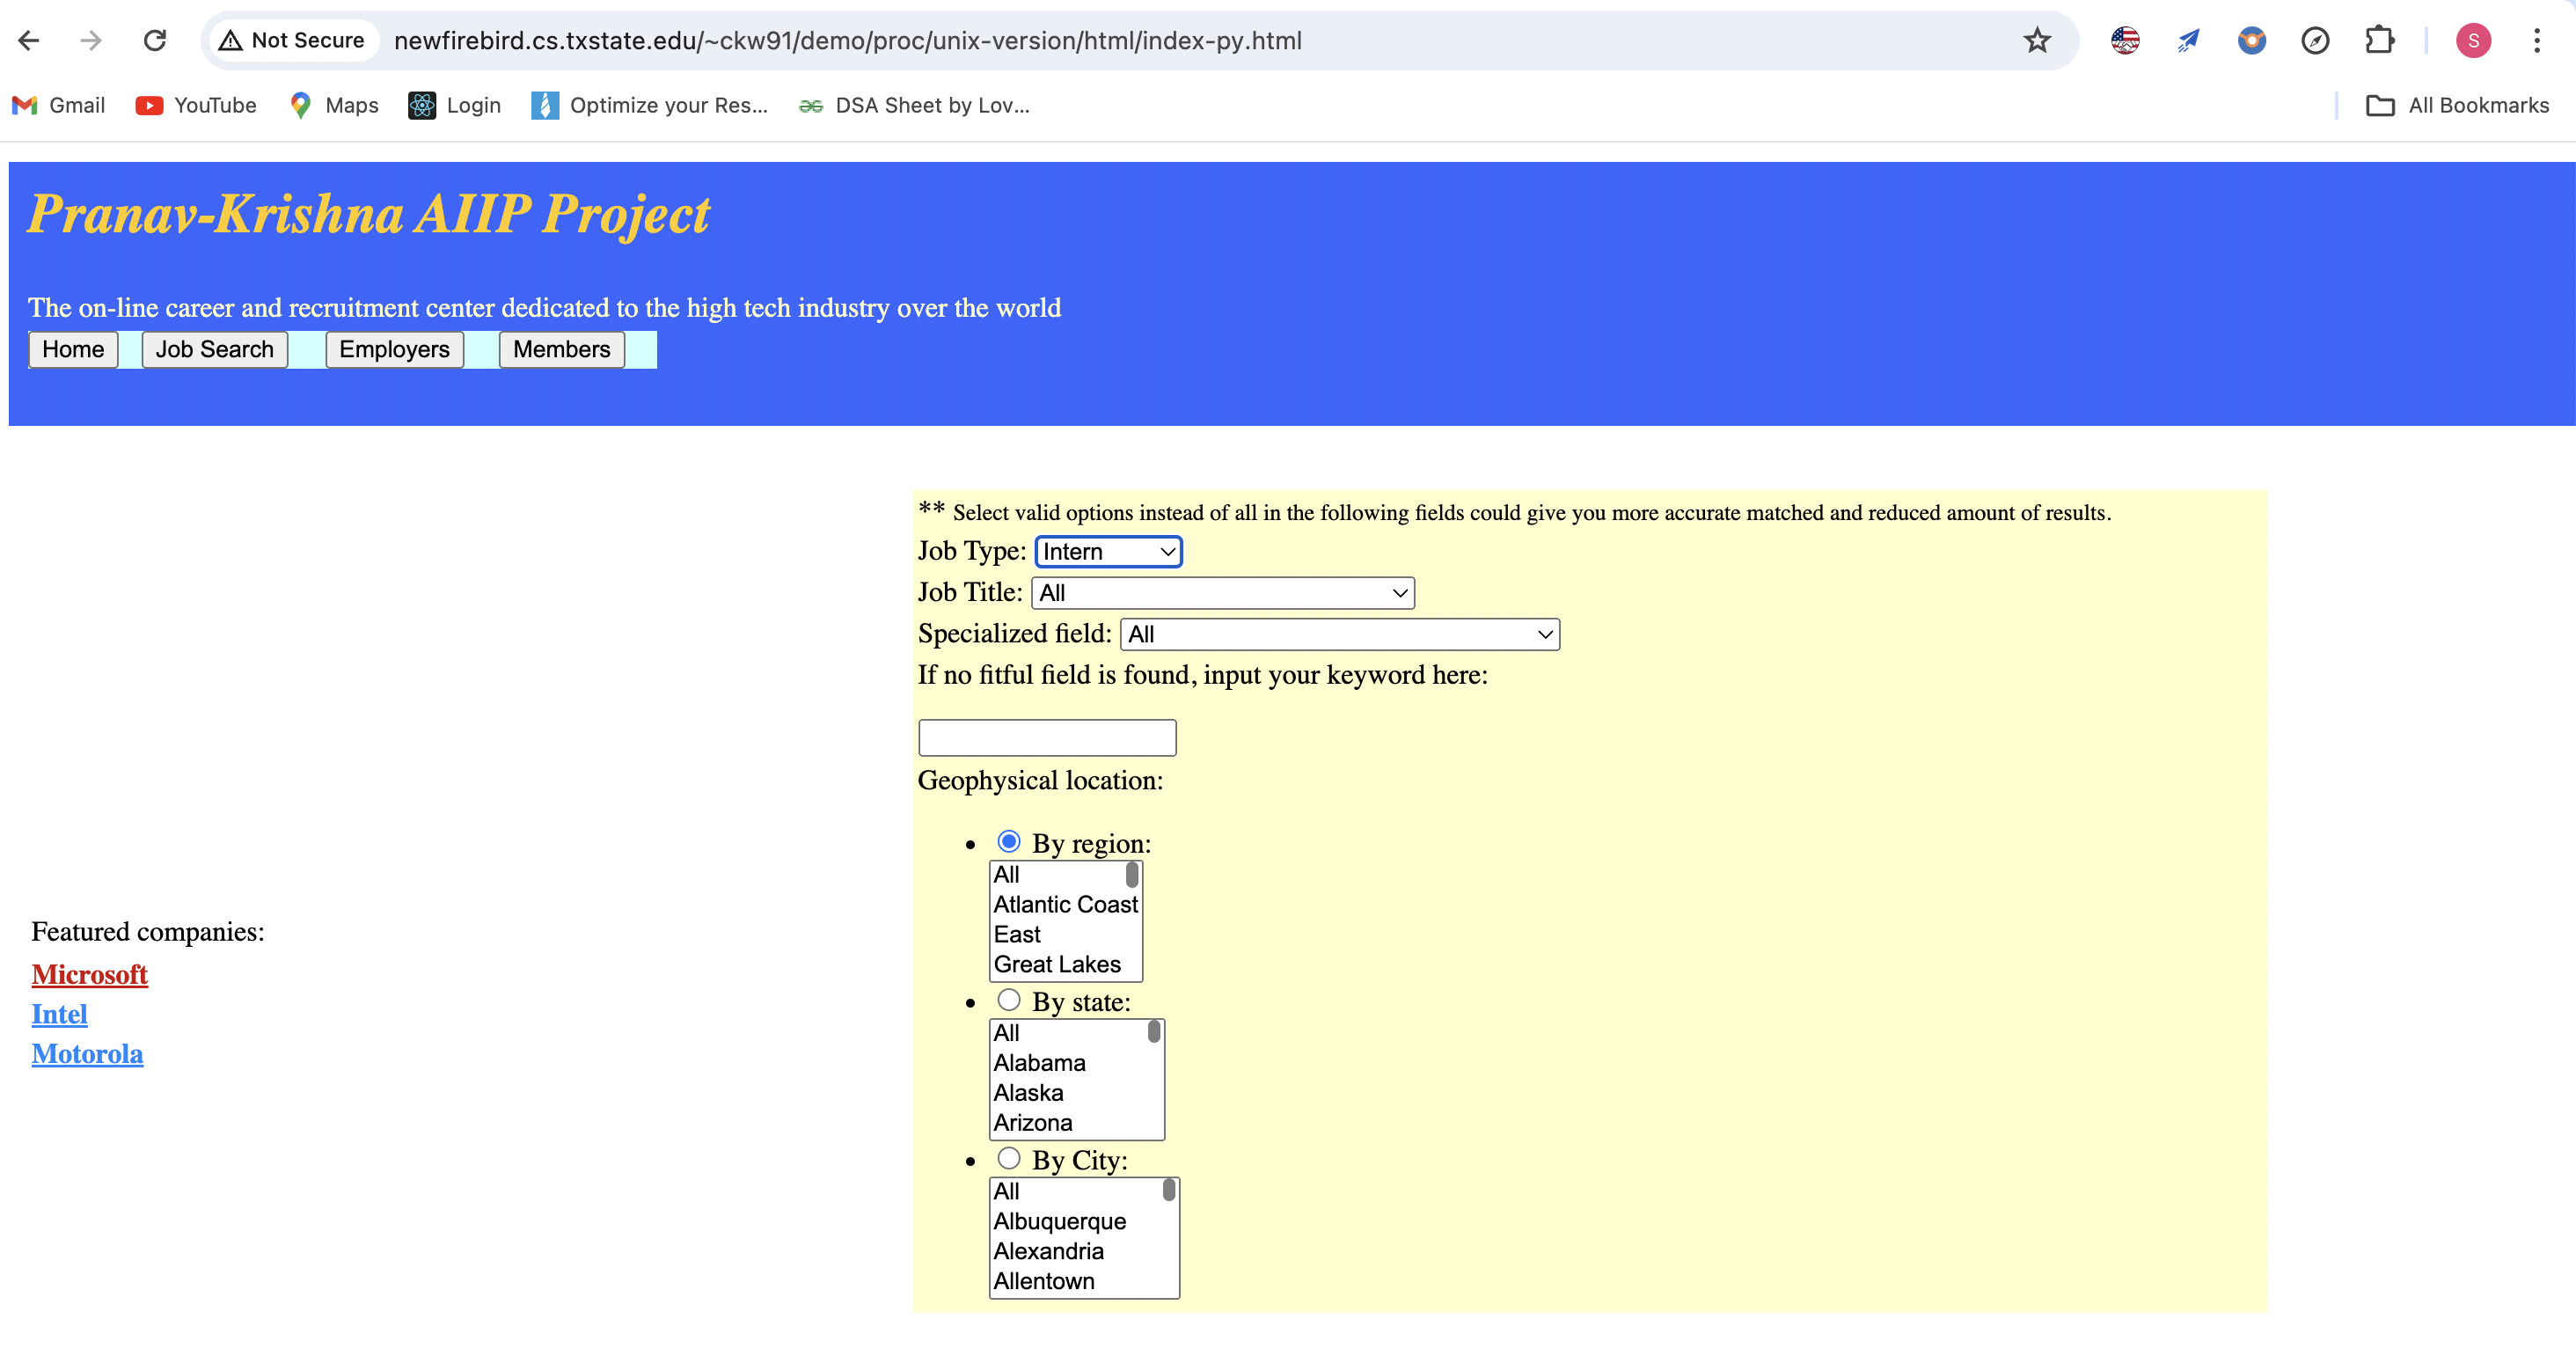 Not Secure newfirebird.cs.txstate.edu/~ckw91/demo/proc/unix-version/html/index-py.html S
Gmail YouTube Maps Login Optimize your Res... DSA Sheet by Lov... All Bookmarks
Pranav-Krishna AIIP Project
The on-line career and recruitment center dedicated to the high tech industry over the world
Home Job Search Employers Members
** Select valid options instead of all in the following fields could give you more accurate matched and reduced amount of results.
Job Type: Intern
Job Title: All
Specialized field: All
If no fitful field is found, input your keyword here:
Geophysical location:
By region:
All
Atlantic Coast
East
Great Lakes
By state:
All
Alabama
Alaska
Arizona
By City:
All
Albuquerque
Alexandria
Allentown
Featured companies:
Microsoft
Intel
Motorola